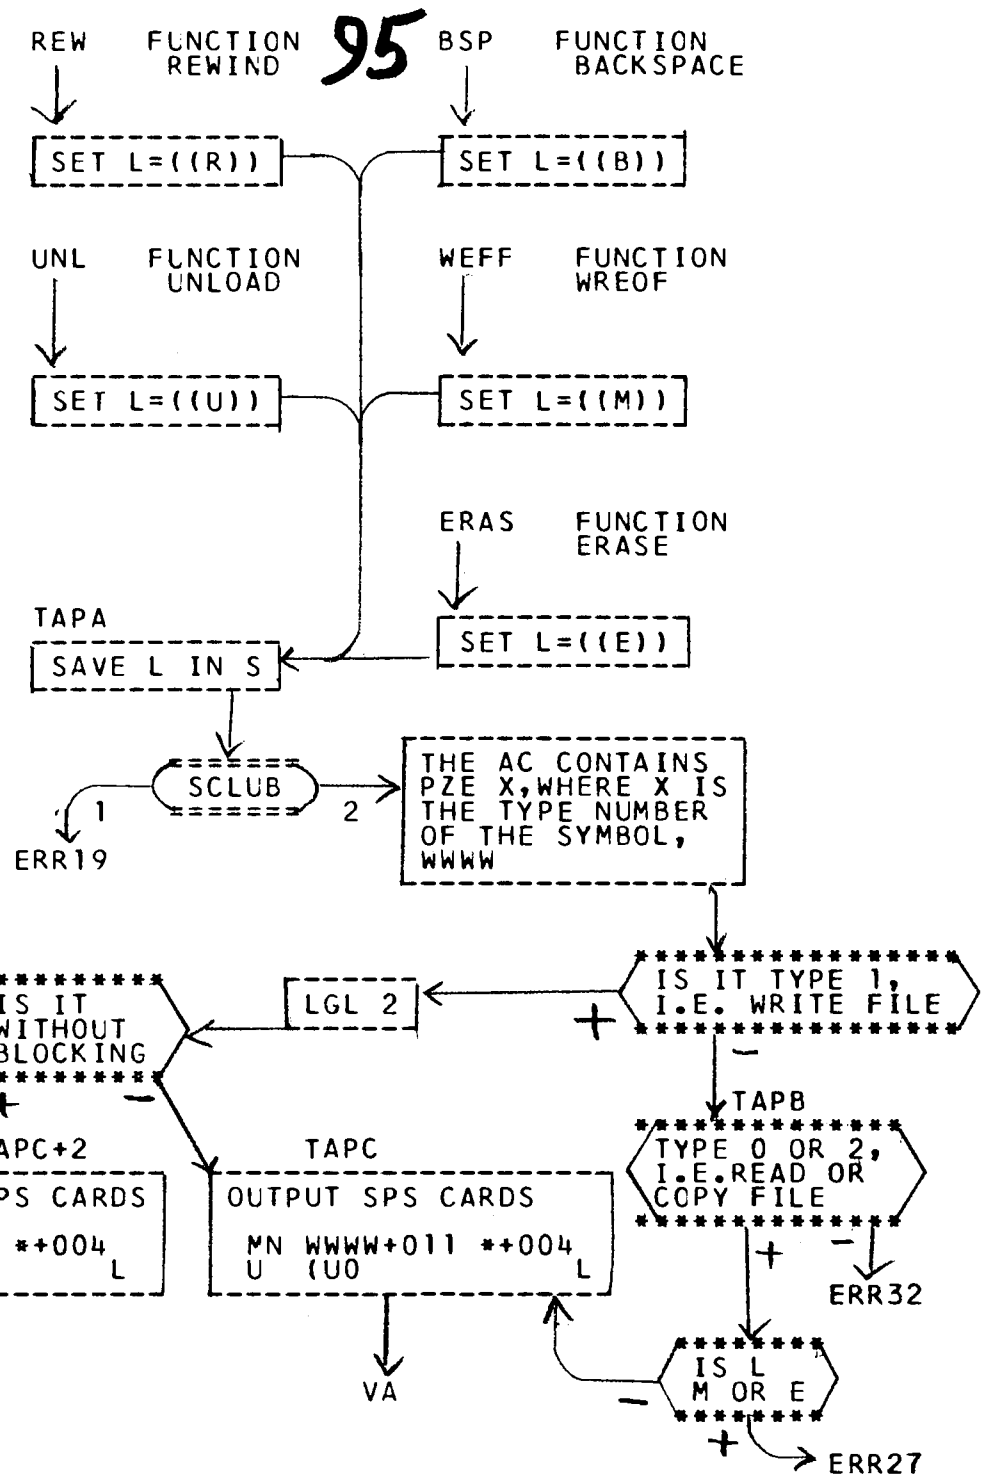 95
REW FUNCTION
REWIND
BSP FUNCTION
BACKSPACE
SET L=((R))
SET L=((B))
UNL FUNCTION
UNLOAD
WEFF FUNCTION
WREOF
SET L=((U))
SET L=((M))
ERAS FUNCTION
ERASE
SET L=((E))
TAPA
SAVE L IN S
SCLUB
1
2
ERR19
THE AC CONTAINS
PZE X,WHERE X IS
THE TYPE NUMBER
OF THE SYMBOL,
WWWW
IS IT TYPE 1,
I.E. WRITE FILE
+
-
LGL 2
IS IT
WITHOUT
BLOCKING
+
-
TAPB
TYPE 0 OR 2,
I.E.READ OR
COPY FILE
+
-
ERR32
APC+2
PS CARDS
*+004
L
TAPC
OUTPUT SPS CARDS
MN WWWW+011 *+004
U (U0 L
VA
IS L
M OR E
-
+
ERR27